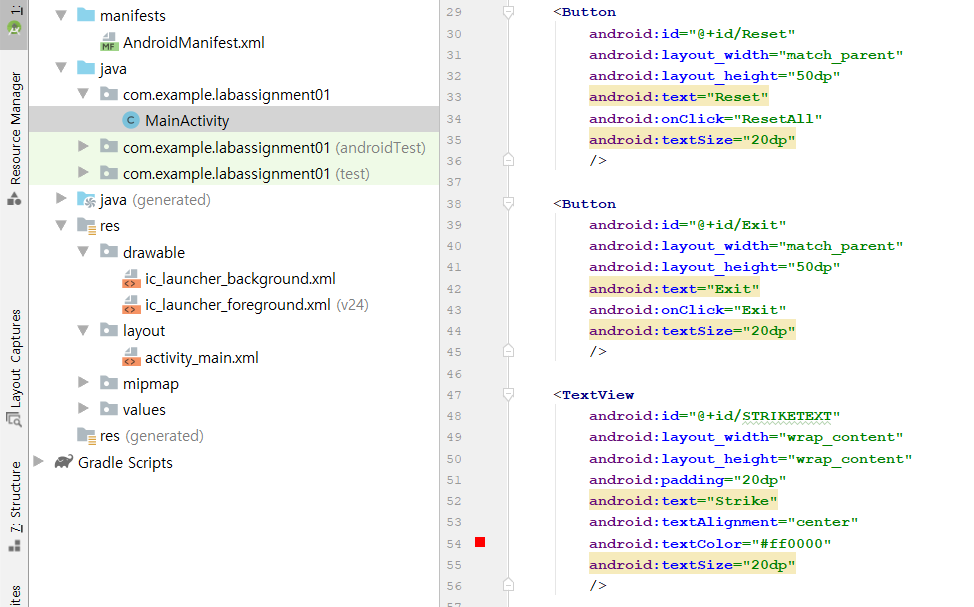 1:
Resource Manager
Layout Captures
7: Structure
ites
manifests
MF AndroidManifest.xml
java
com.example.labassignment01
C MainActivity
com.example.labassignment01 (androidTest)
com.example.labassignment01 (test)
java (generated)
res
drawable
ic_launcher_background.xml
ic_launcher_foreground.xml (v24)
layout
activity_main.xml
mipmap
values
res (generated)
Gradle Scripts
29 <Button
30 android:id="@+id/Reset"
31 android:layout_width="match_parent"
32 android:layout_height="50dp"
33 android:text="Reset"
34 android:onClick="ResetAll"
35 android:textSize="20dp"
36 />
37
38 <Button
39 android:id="@+id/Exit"
40 android:layout_width="match_parent"
41 android:layout_height="50dp"
42 android:text="Exit"
43 android:onClick="Exit"
44 android:textSize="20dp"
45 />
46
47 <TextView
48 android:id="@+id/STRIKETEXT"
49 android:layout_width="wrap_content"
50 android:layout_height="wrap_content"
51 android:padding="20dp"
52 android:text="Strike"
53 android:textAlignment="center"
54 android:textColor="#ff0000"
55 android:textSize="20dp"
56 />
57